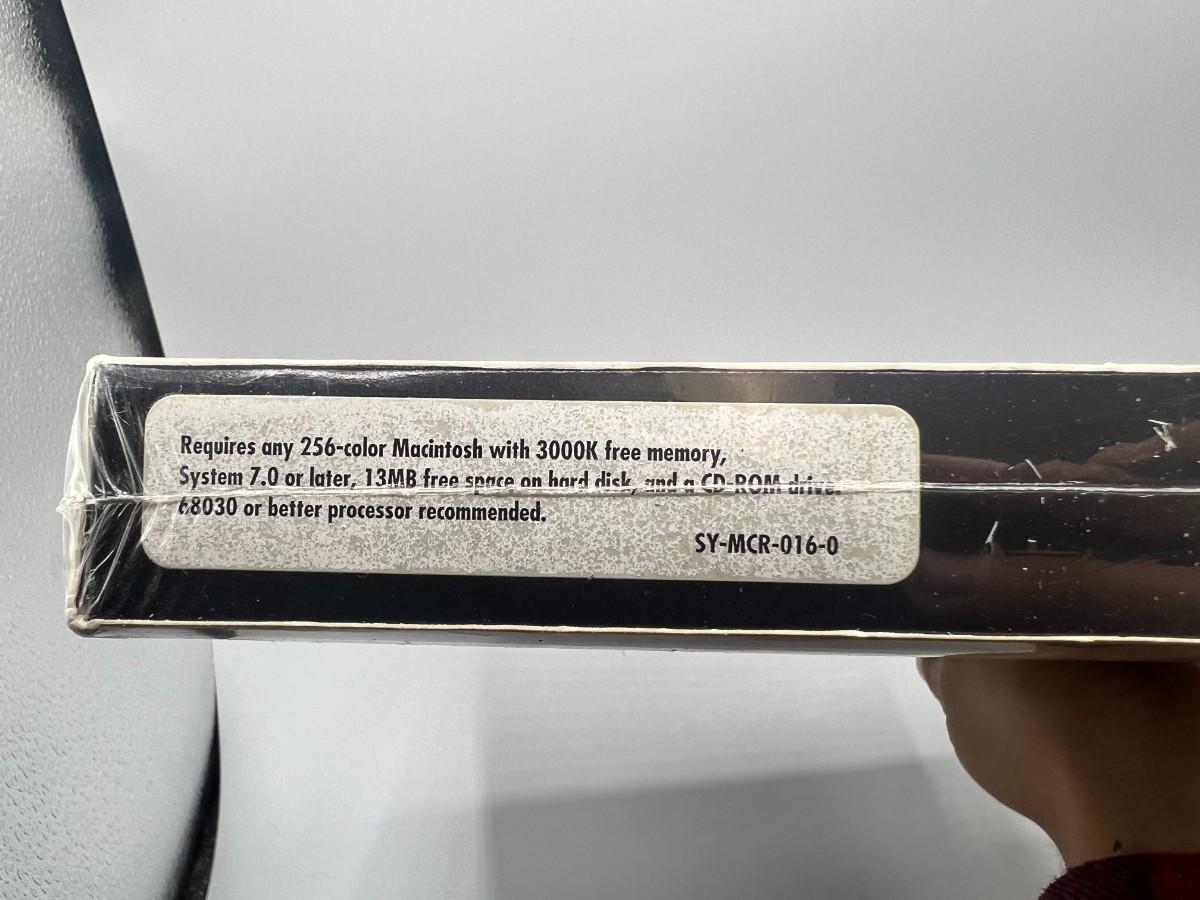 Requires any 256-color Macintosh with 3000K free memory,
System 7.0 or later, 13MB free space on hard disk, and a CD-ROM drive.
68030 or better processor recommended.
SY-MCR-016-0